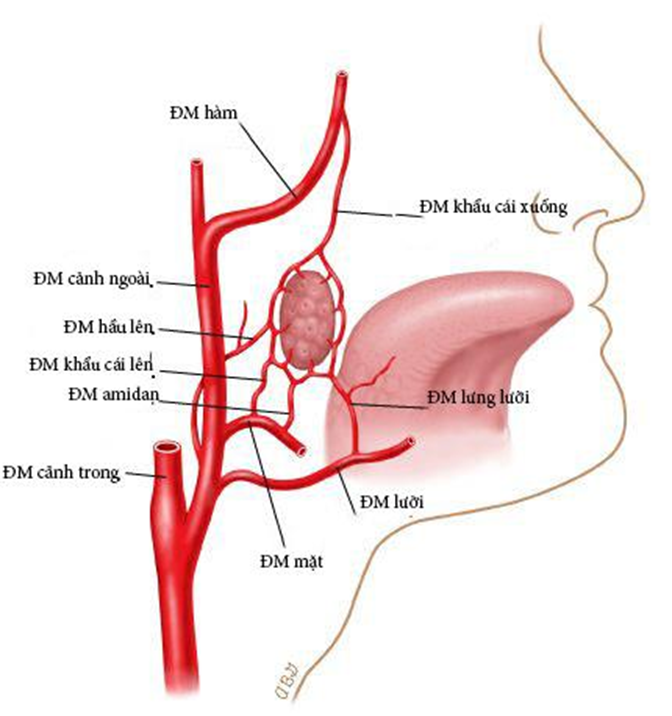 ĐM hàm
ĐM khẩu cái xuống
ĐM cảnh ngoài
ĐM hầu lên
ĐM khẩu cái lên
ĐM amidan
ĐM lưng lưỡi
ĐM cảnh trong
ĐM lưỡi
ĐM mặt